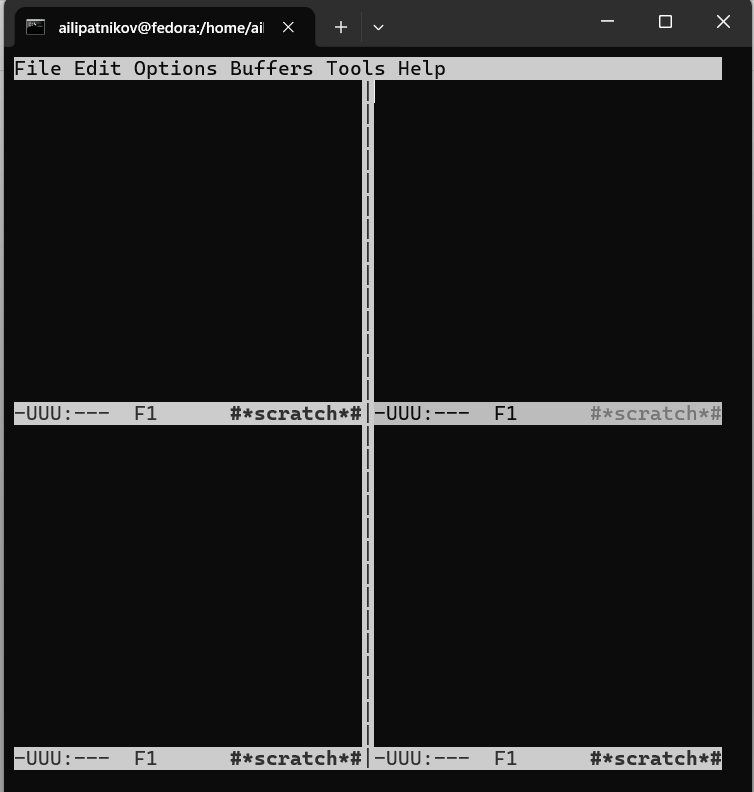 ailipatnikov@fedora:/home/ail
File Edit Options Buffers Tools Help
-UUU:--- F1 #*scratch*#|-UUU:--- F1 #*scratch*#
-UUU:--- F1 #*scratch*#|-UUU:--- F1 #*scratch*#